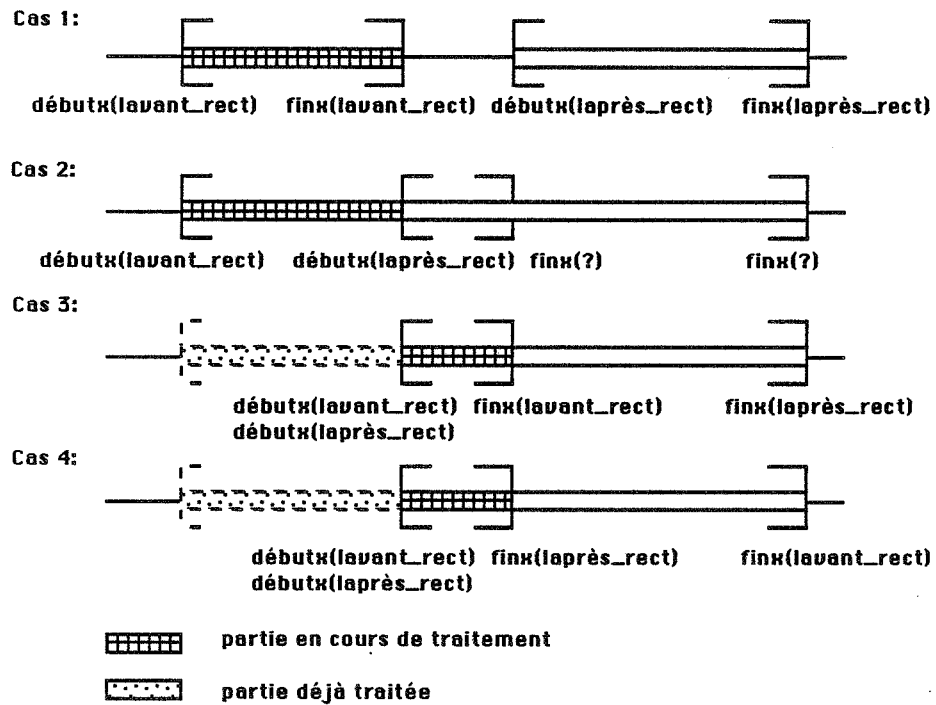 Cas 1:
débutx(lavant_rect) finx(lavant_rect) débutx(laprès_rect) finx(laprès_rect)
Cas 2:
débutx(lavant_rect) débutx(laprès_rect) finx(?) finx(?)
Cas 3:
débutx(lavant_rect) finx(lavant_rect) finx(laprès_rect)
débutx(laprès_rect)
Cas 4:
débutx(lavant_rect) finx(laprès_rect) finx(lavant_rect)
débutx(laprès_rect)
partie en cours de traitement
partie déjà traitée